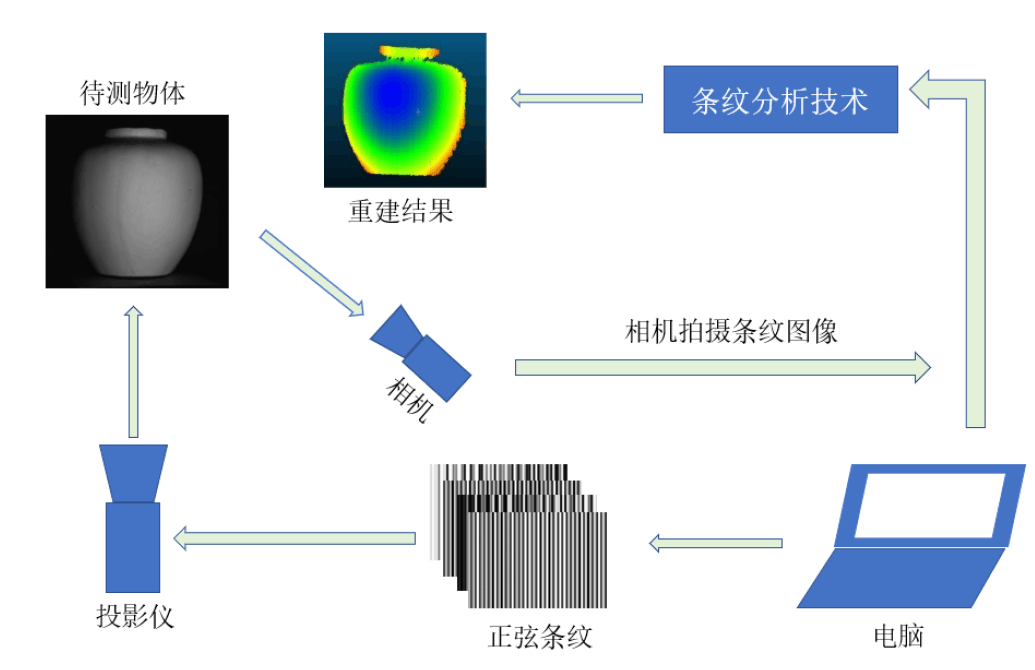 待测物体
条纹分析技术
重建结果
相机拍摄条纹图像
相机
投影仪
正弦条纹
电脑